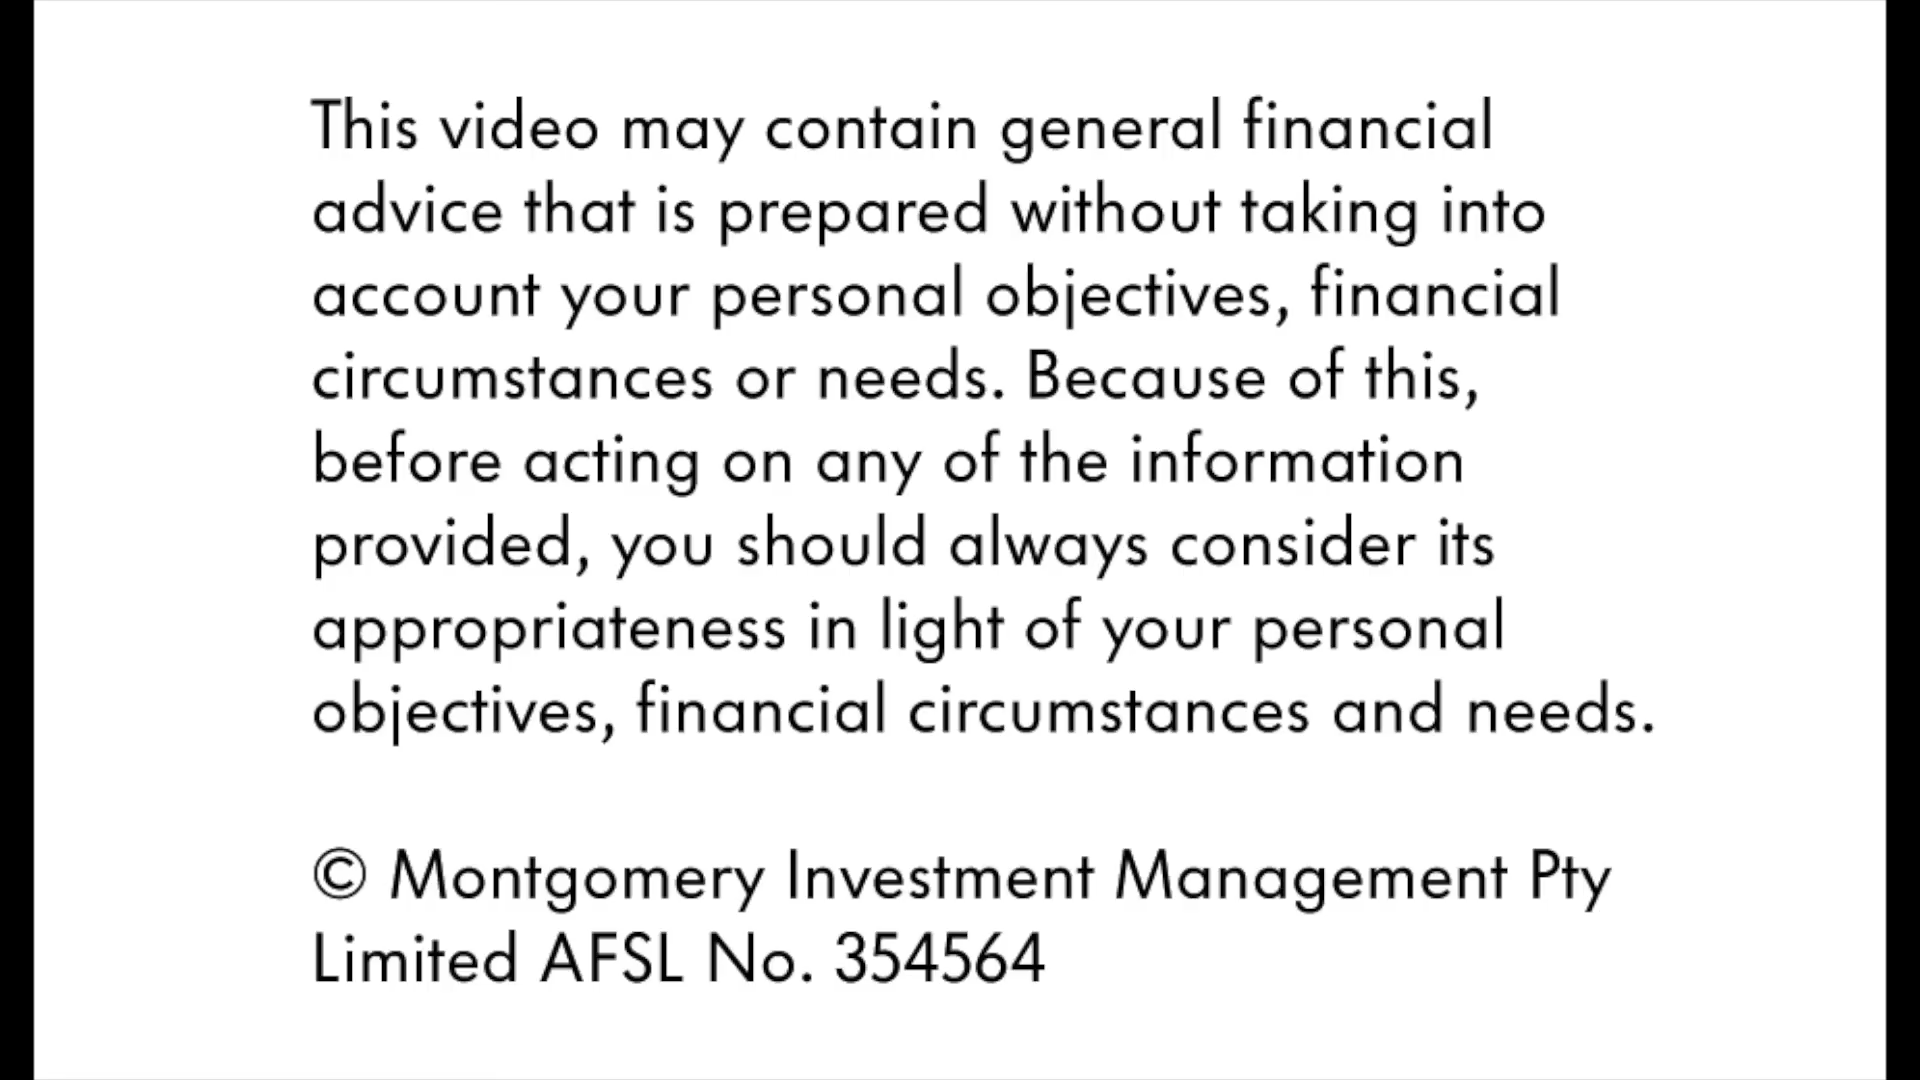 This video may contain general financial
advice that is prepared without taking into
account your personal objectives, financial
circumstances or needs. Because of this,
before acting on any of the information
provided, you should always consider its
appropriateness in light of your personal
objectives, financial circumstances and needs.
© Montgomery Investment Management Pty
Limited AFSL No. 354564